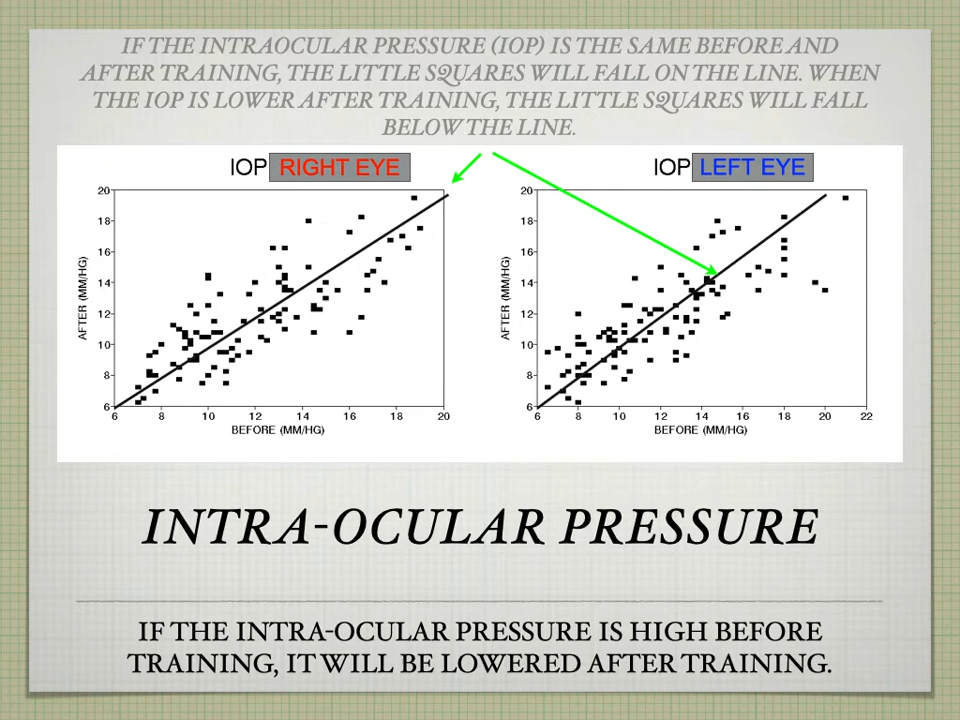 IF THE INTRAOCULAR PRESSURE (IOP) IS THE SAME BEFORE AND
AFTER TRAINING, THE LITTLE SQUARES WILL FALL ON THE LINE. WHEN
THE IOP IS LOWER AFTER TRAINING, THE LITTLE SQUARES WILL FALL
BELOW THE LINE.
IOP RIGHT EYE
20
18
16
14
12
10
8
6
AFTER (MM/HG)
6 8 10 12 14 16 18 20
BEFORE (MM/HG)
IOP LEFT EYE
20
18
16
14
12
10
8
6
AFTER (MM/HG)
6 8 10 12 14 16 18 20 22
BEFORE (MM/HG)
INTRA-OCULAR PRESSURE
IF THE INTRA-OCULAR PRESSURE IS HIGH BEFORE
TRAINING, IT WILL BE LOWERED AFTER TRAINING.